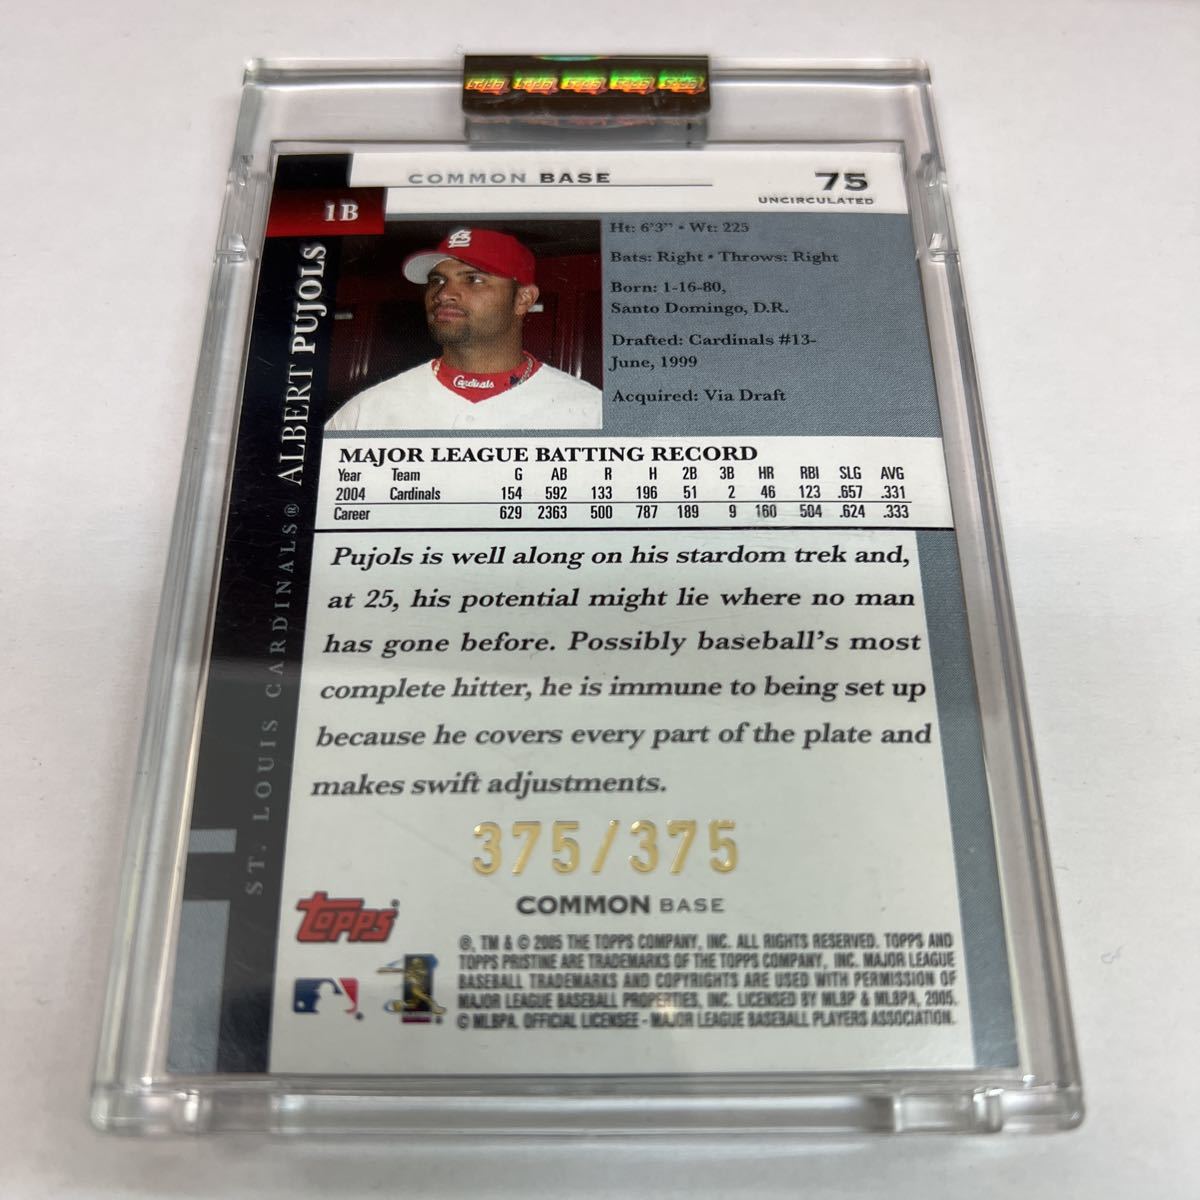 COMMON BASE
75
UNCIRCULATED
1B
ALBERT PUJOLS
ST. LOUIS CARDINALS®
Cardinals
Ht: 6'3" • Wt: 225
Bats: Right • Throws: Right
Born: 1-16-80,
Santo Domingo, D.R.
Drafted: Cardinals #13-
June, 1999
Acquired: Via Draft
MAJOR LEAGUE BATTING RECORD
Year Team G AB R H 2B 3B HR RBI SLG AVG
2004 Cardinals 154 592 133 196 51 2 46 123 .657 .331
Career 629 2363 500 787 189 9 160 504 .624 .333
Pujols is well along on his stardom trek and,
at 25, his potential might lie where no man
has gone before. Possibly baseball's most
complete hitter, he is immune to being set up
because he covers every part of the plate and
makes swift adjustments.
375/375
COMMON BASE
TOPPS®
®, TM & © 2005 THE TOPPS COMPANY, INC. ALL RIGHTS RESERVED. TOPPS AND
TOPPS PRISTINE ARE TRADEMARKS OF THE TOPPS COMPANY, INC. MAJOR LEAGUE
BASEBALL TRADEMARKS AND COPYRIGHTS ARE USED WITH PERMISSION OF
MAJOR LEAGUE BASEBALL PROPERTIES, INC. LICENSED BY MLBP & MLBPA, 2005.
© MLBPA. OFFICIAL LICENSEE - MAJOR LEAGUE BASEBALL PLAYERS ASSOCIATION.